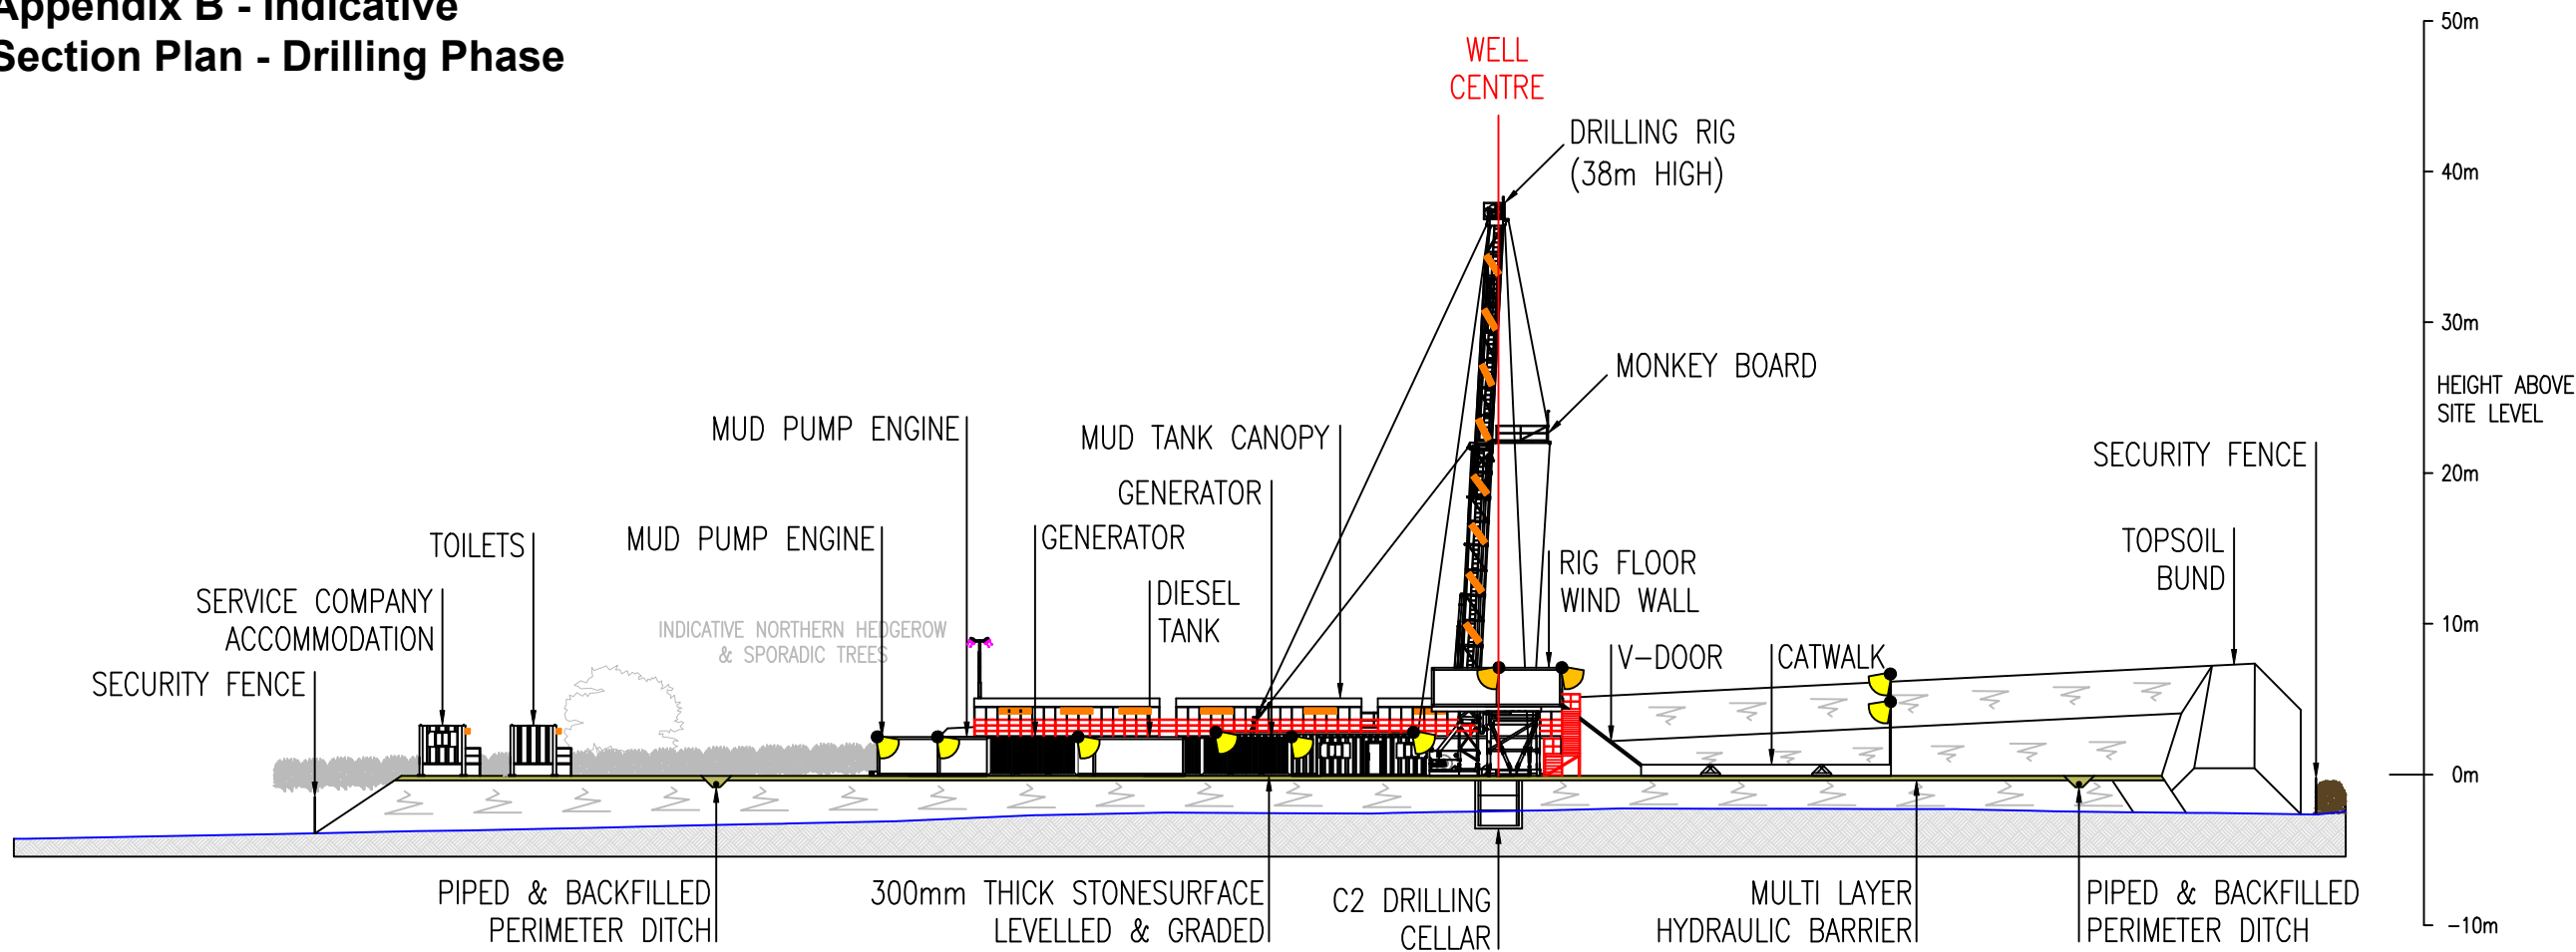 Appendix B - Indicative
Section Plan - Drilling Phase
WELL
CENTRE
DRILLING RIG
(38m HIGH)
MONKEY BOARD
MUD PUMP ENGINE
MUD TANK CANOPY
GENERATOR
MUD PUMP ENGINE
GENERATOR
TOILETS
SERVICE COMPANY
ACCOMMODATION
SECURITY FENCE
INDICATIVE NORTHERN HEDGEROW
& SPORADIC TREES
DIESEL
TANK
RIG FLOOR
WIND WALL
V-DOOR
CATWALK
SECURITY FENCE
TOPSOIL
BUND
50m
40m
30m
HEIGHT ABOVE
SITE LEVEL
20m
10m
0m
-10m
PIPED & BACKFILLED
PERIMETER DITCH
300mm THICK STONESURFACE
LEVELLED & GRADED
C2 DRILLING
CELLAR
MULTI LAYER
HYDRAULIC BARRIER
PIPED & BACKFILLED
PERIMETER DITCH